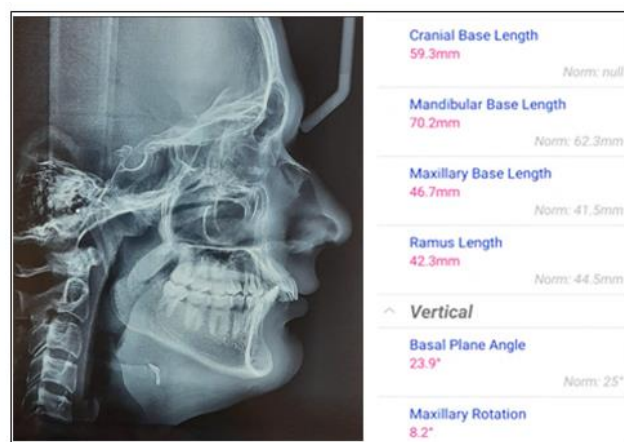 Cranial Base Length
59.3mm
Norm: null
Mandibular Base Length
70.2mm
Norm: 62.3mm
Maxillary Base Length
46.7mm
Norm: 41.5mm
Ramus Length
42.3mm
Norm: 44.5mm
Vertical
Basal Plane Angle
23.9°
Norm: 25°
Maxillary Rotation
8.2°